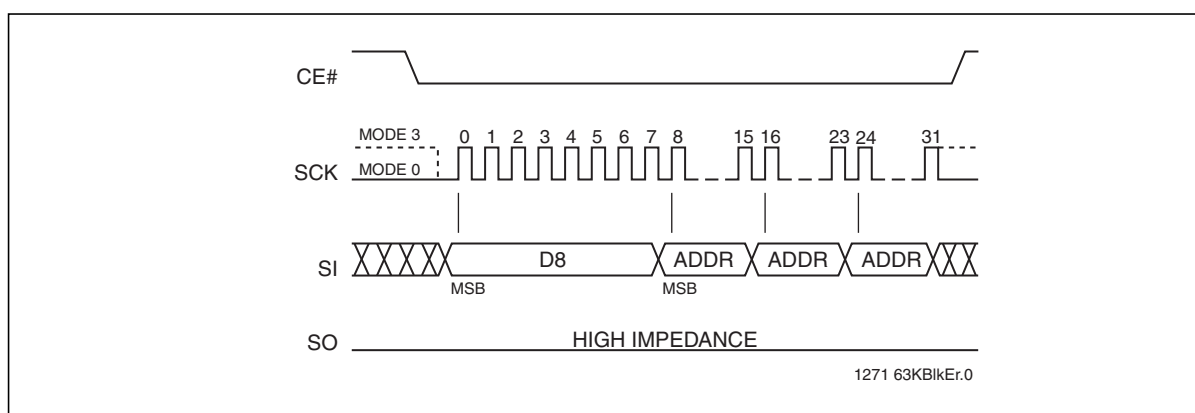 CE#
MODE 3
0 1 2 3 4 5 6 7 8 15 16 23 24 31
SCK
MODE 0
SI
D8 ADDR ADDR ADDR
MSB MSB
SO
HIGH IMPEDANCE
1271 63KBlkEr.0